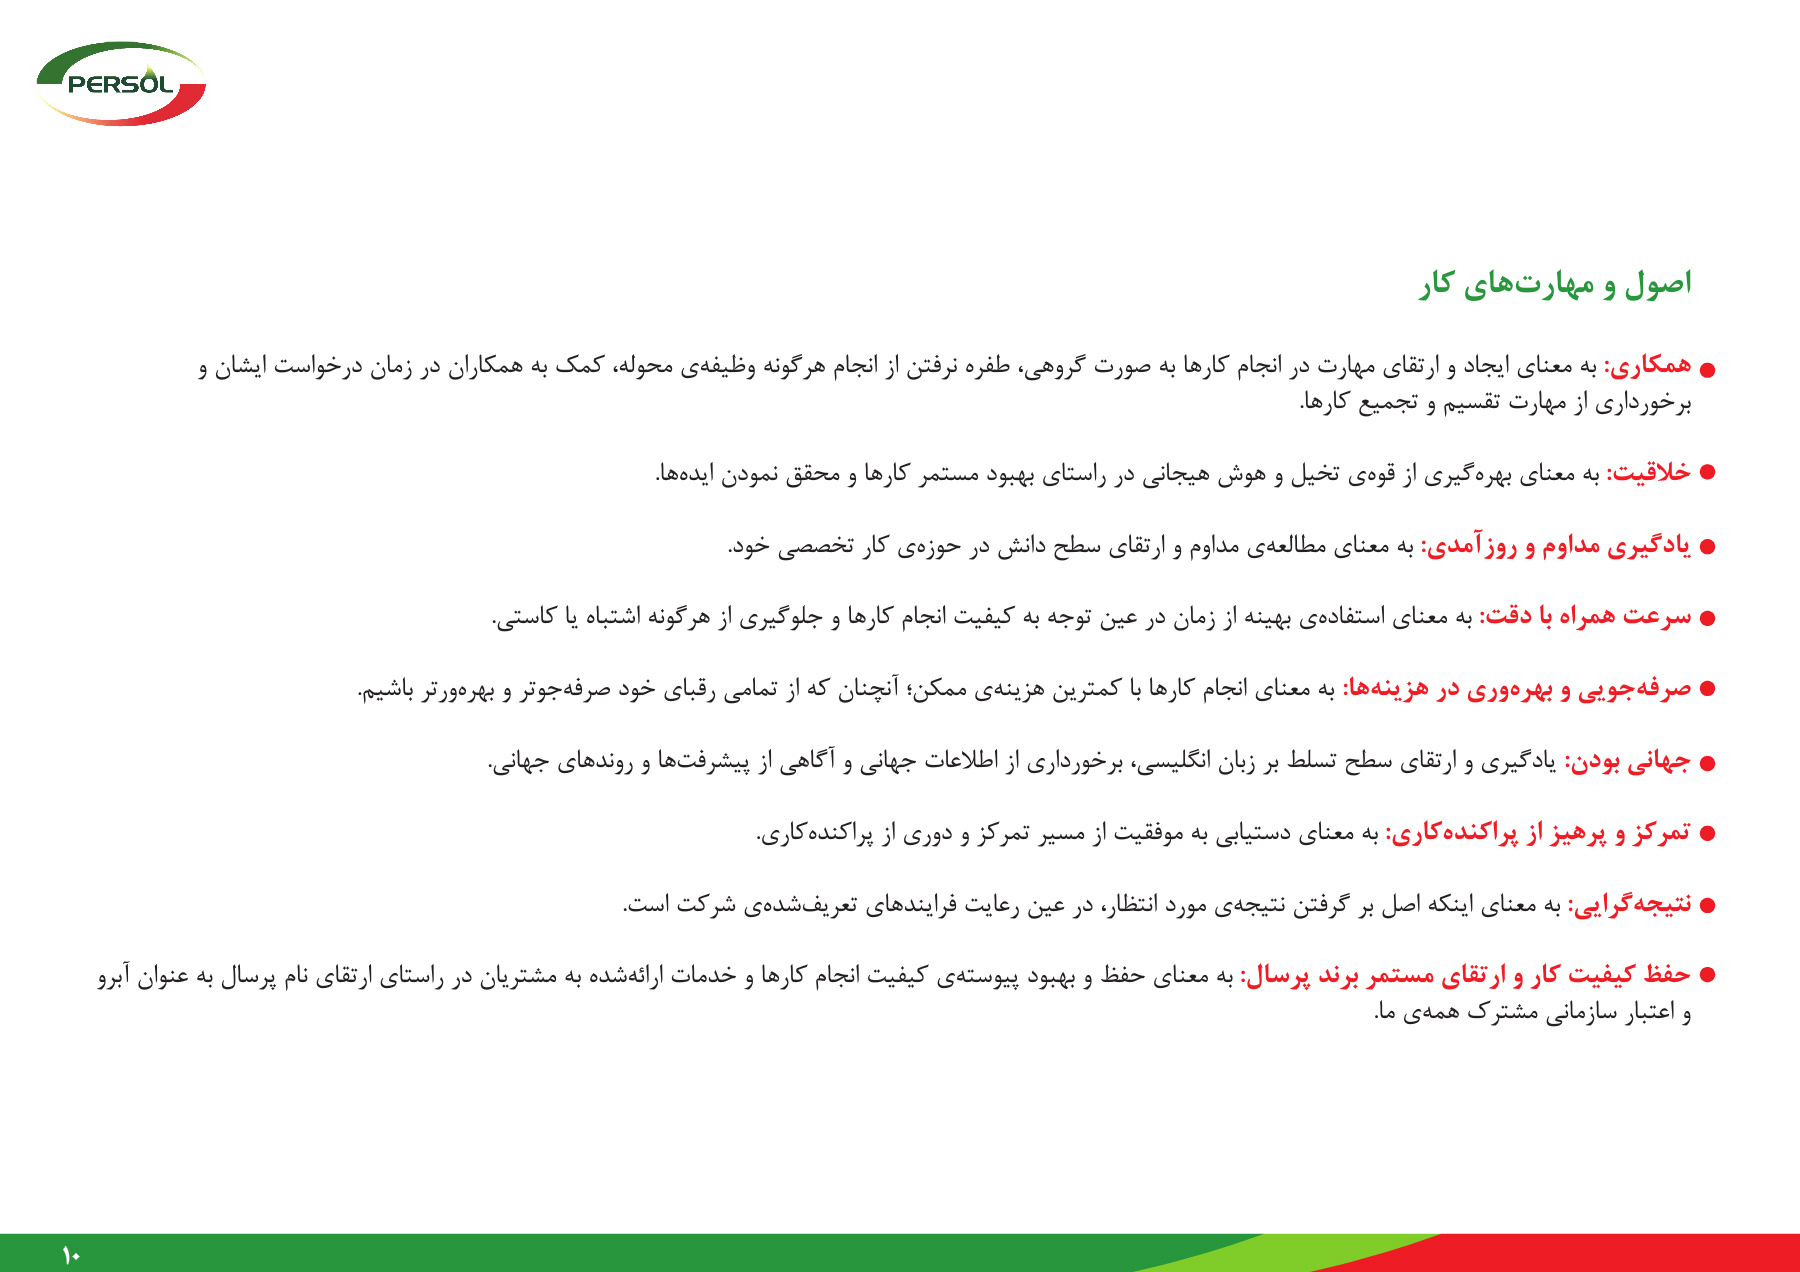 PERSOL
اصول و مهارت‌های کار
همکاری: به معنای ایجاد و ارتقای مهارت در انجام کارها به صورت گروهی، طفره نرفتن از انجام هرگونه وظیفه‌ی محوله، کمک به همکاران در زمان درخواست ایشان و
برخورداری از مهارت تقسیم و تجمیع کارها.
خلاقیت: به معنای بهره‌گیری از قوه‌ی تخیل و هوش هیجانی در راستای بهبود مستمر کارها و محقق نمودن ایده‌ها.
یادگیری مداوم و روزآمدی: به معنای مطالعه‌ی مداوم و ارتقای سطح دانش در حوزه‌ی کار تخصصی خود.
سرعت همراه با دقت: به معنای استفاده‌ی بهینه از زمان در عین توجه به کیفیت انجام کارها و جلوگیری از هرگونه اشتباه یا کاستی.
صرفه‌جویی و بهره‌وری در هزینه‌ها: به معنای انجام کارها با کمترین هزینه‌ی ممکن؛ آنچنان که از تمامی رقبای خود صرفه‌جوتر و بهره‌ورتر باشیم.
جهانی بودن: یادگیری و ارتقای سطح تسلط بر زبان انگلیسی، برخورداری از اطلاعات جهانی و آگاهی از پیشرفت‌ها و روندهای جهانی.
تمرکز و پرهیز از پراکنده‌کاری: به معنای دستیابی به موفقیت از مسیر تمرکز و دوری از پراکنده‌کاری.
نتیجه‌گرایی: به معنای اینکه اصل بر گرفتن نتیجه‌ی مورد انتظار، در عین رعایت فرایندهای تعریف‌شده‌ی شرکت است.
حفظ کیفیت کار و ارتقای مستمر برند پرسال: به معنای حفظ و بهبود پیوسته‌ی کیفیت انجام کارها و خدمات ارائه‌شده به مشتریان در راستای ارتقای نام پرسال به عنوان آبرو
و اعتبار سازمانی مشترک همه‌ی ما.
۱۰